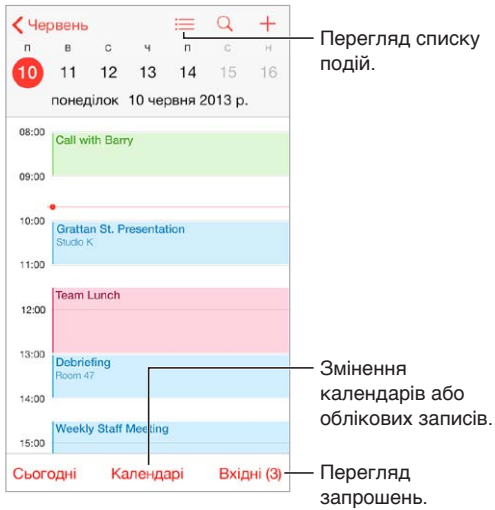 Червень
п в с ч п с н
10 11 12 13 14 15 16
понеділок 10 червня 2013 р.
08:00
Call with Barry
09:00
10:00
Grattan St. Presentation
Studio K
11:00
Team Lunch
12:00
13:00
Debriefing
Room 47
14:00
Weekly Staff Meeting
15:00
Сьогодні Календарі Вхідні (3)
Перегляд списку
подій.
Змінення
календарів або
облікових записів.
Перегляд
запрошень.